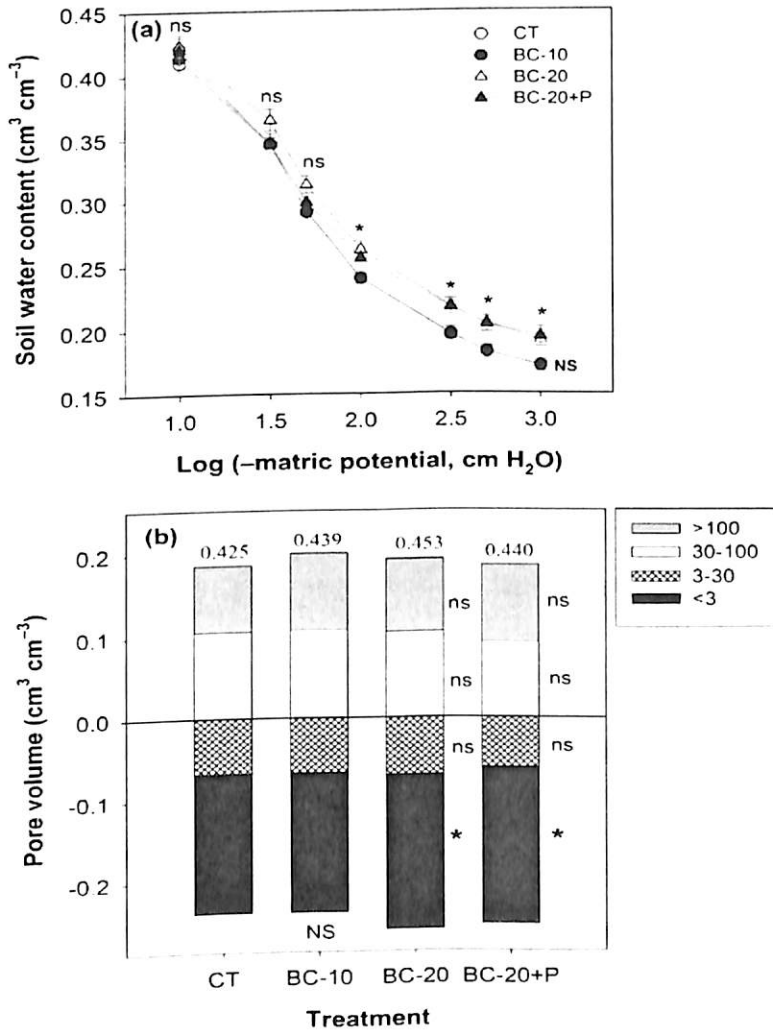 (a)
ns
ns
ns
*
*
*
*
NS
CT
BC-10
BC-20
BC-20+P
0.45
0.40
0.35
0.30
0.25
0.20
0.15
Soil water content (cm³ cm⁻³)
1.0 1.5 2.0 2.5 3.0
Log (–matric potential, cm H₂O)
(b)
0.425 0.439 0.453 0.440
>100
30-100
3-30
<3
ns ns
ns ns
ns ns
* *
NS
0.2
0.1
0.0
-0.1
-0.2
Pore volume (cm³ cm⁻³)
CT BC-10 BC-20 BC-20+P
Treatment